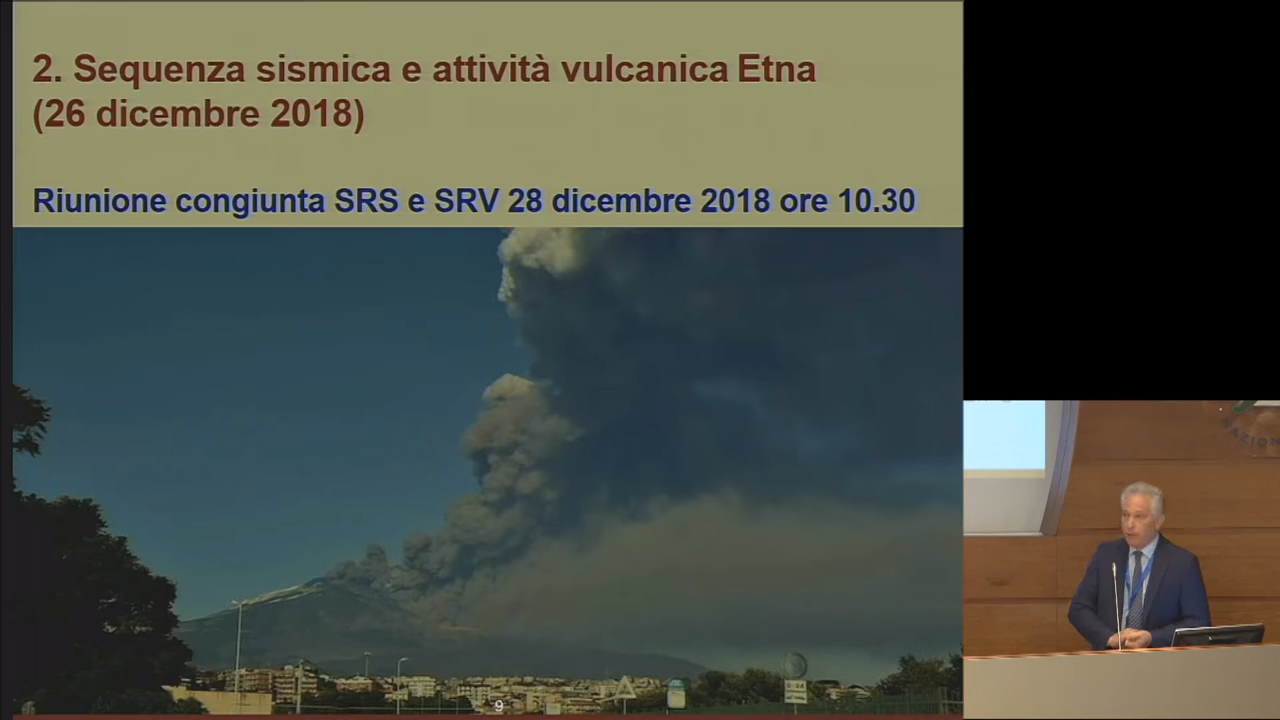 2. Sequenza sismica e attività vulcanica Etna
(26 dicembre 2018)
Riunione congiunta SRS e SRV 28 dicembre 2018 ore 10.30
9